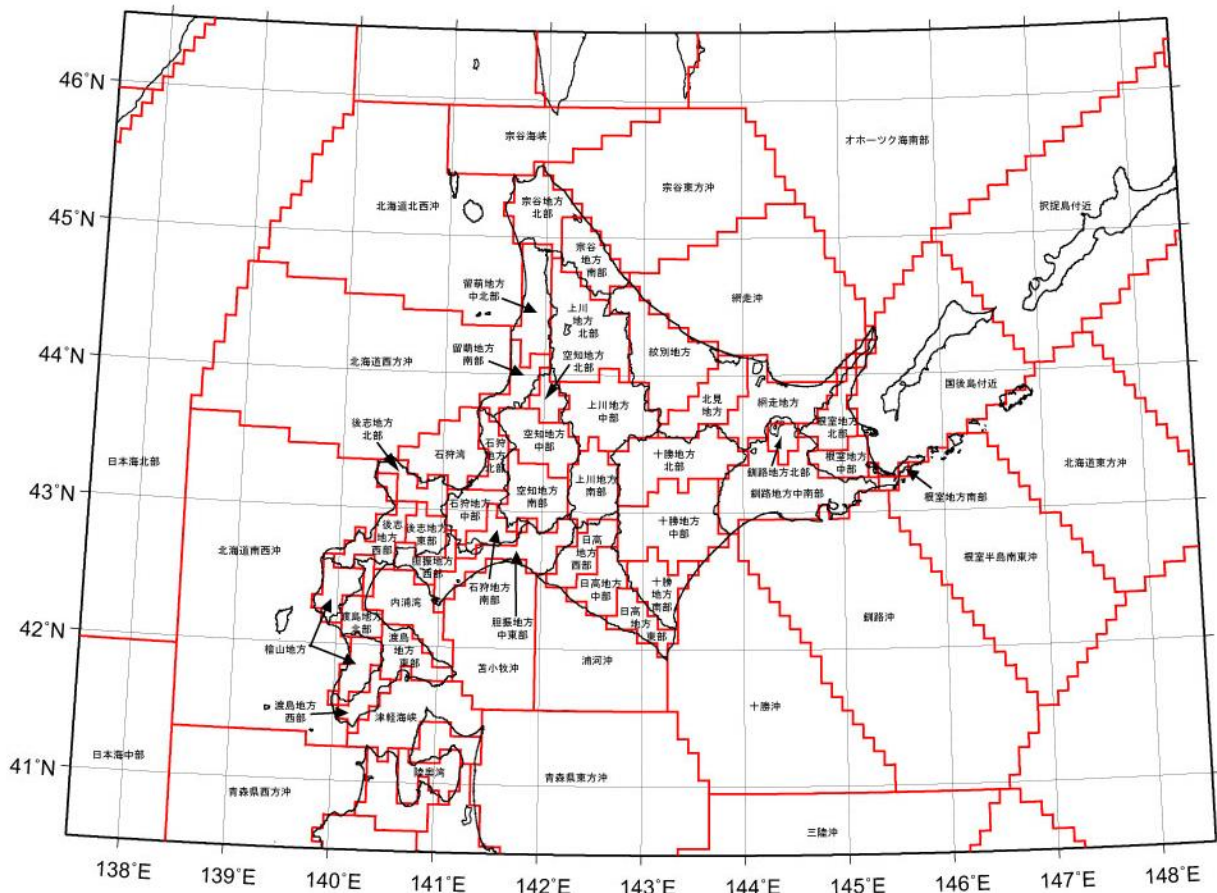 46°N
45°N
44°N
43°N
42°N
41°N
宗谷海峡
オホーツク海南部
宗谷東方沖
北海道北西沖
宗谷地方
北部
択捉島付近
宗谷
地方
南部
留萌地方
中北部
上川
地方
北部
網走沖
北海道西方沖
留萌地方
南部
空知地方
北部
紋別地方
国後島付近
北見
地方
網走地方
上川地方
中部
後志地方
北部
石狩
地方
北部
空知地方
中部
根室地方
北部
石狩湾
十勝地方
北部
根室地方
中部
日本海北部
北海道東方沖
釧路地方北部
空知地方
南部
上川地方
南部
釧路地方中南部
根室地方南部
石狩地方
中部
十勝地方
中部
後志
地方
西部
後志地方
東部
北海道南西沖
日高
地方
西部
胆振地方
西部
根室半島南東沖
石狩地方
南部
日高地方
中部
十勝
地方
南部
内浦湾
渡島地方
北部
胆振地方
中東部
日高
地方
東部
釧路沖
檜山地方
渡島
地方
東部
苫小牧沖
浦河沖
渡島地方
西部
津軽海峡
十勝沖
日本海中部
陸奥湾
青森県東方沖
青森県西方沖
三陸沖
138°E
139°E
140°E
141°E
142°E
143°E
144°E
145°E
146°E
147°E
148°E